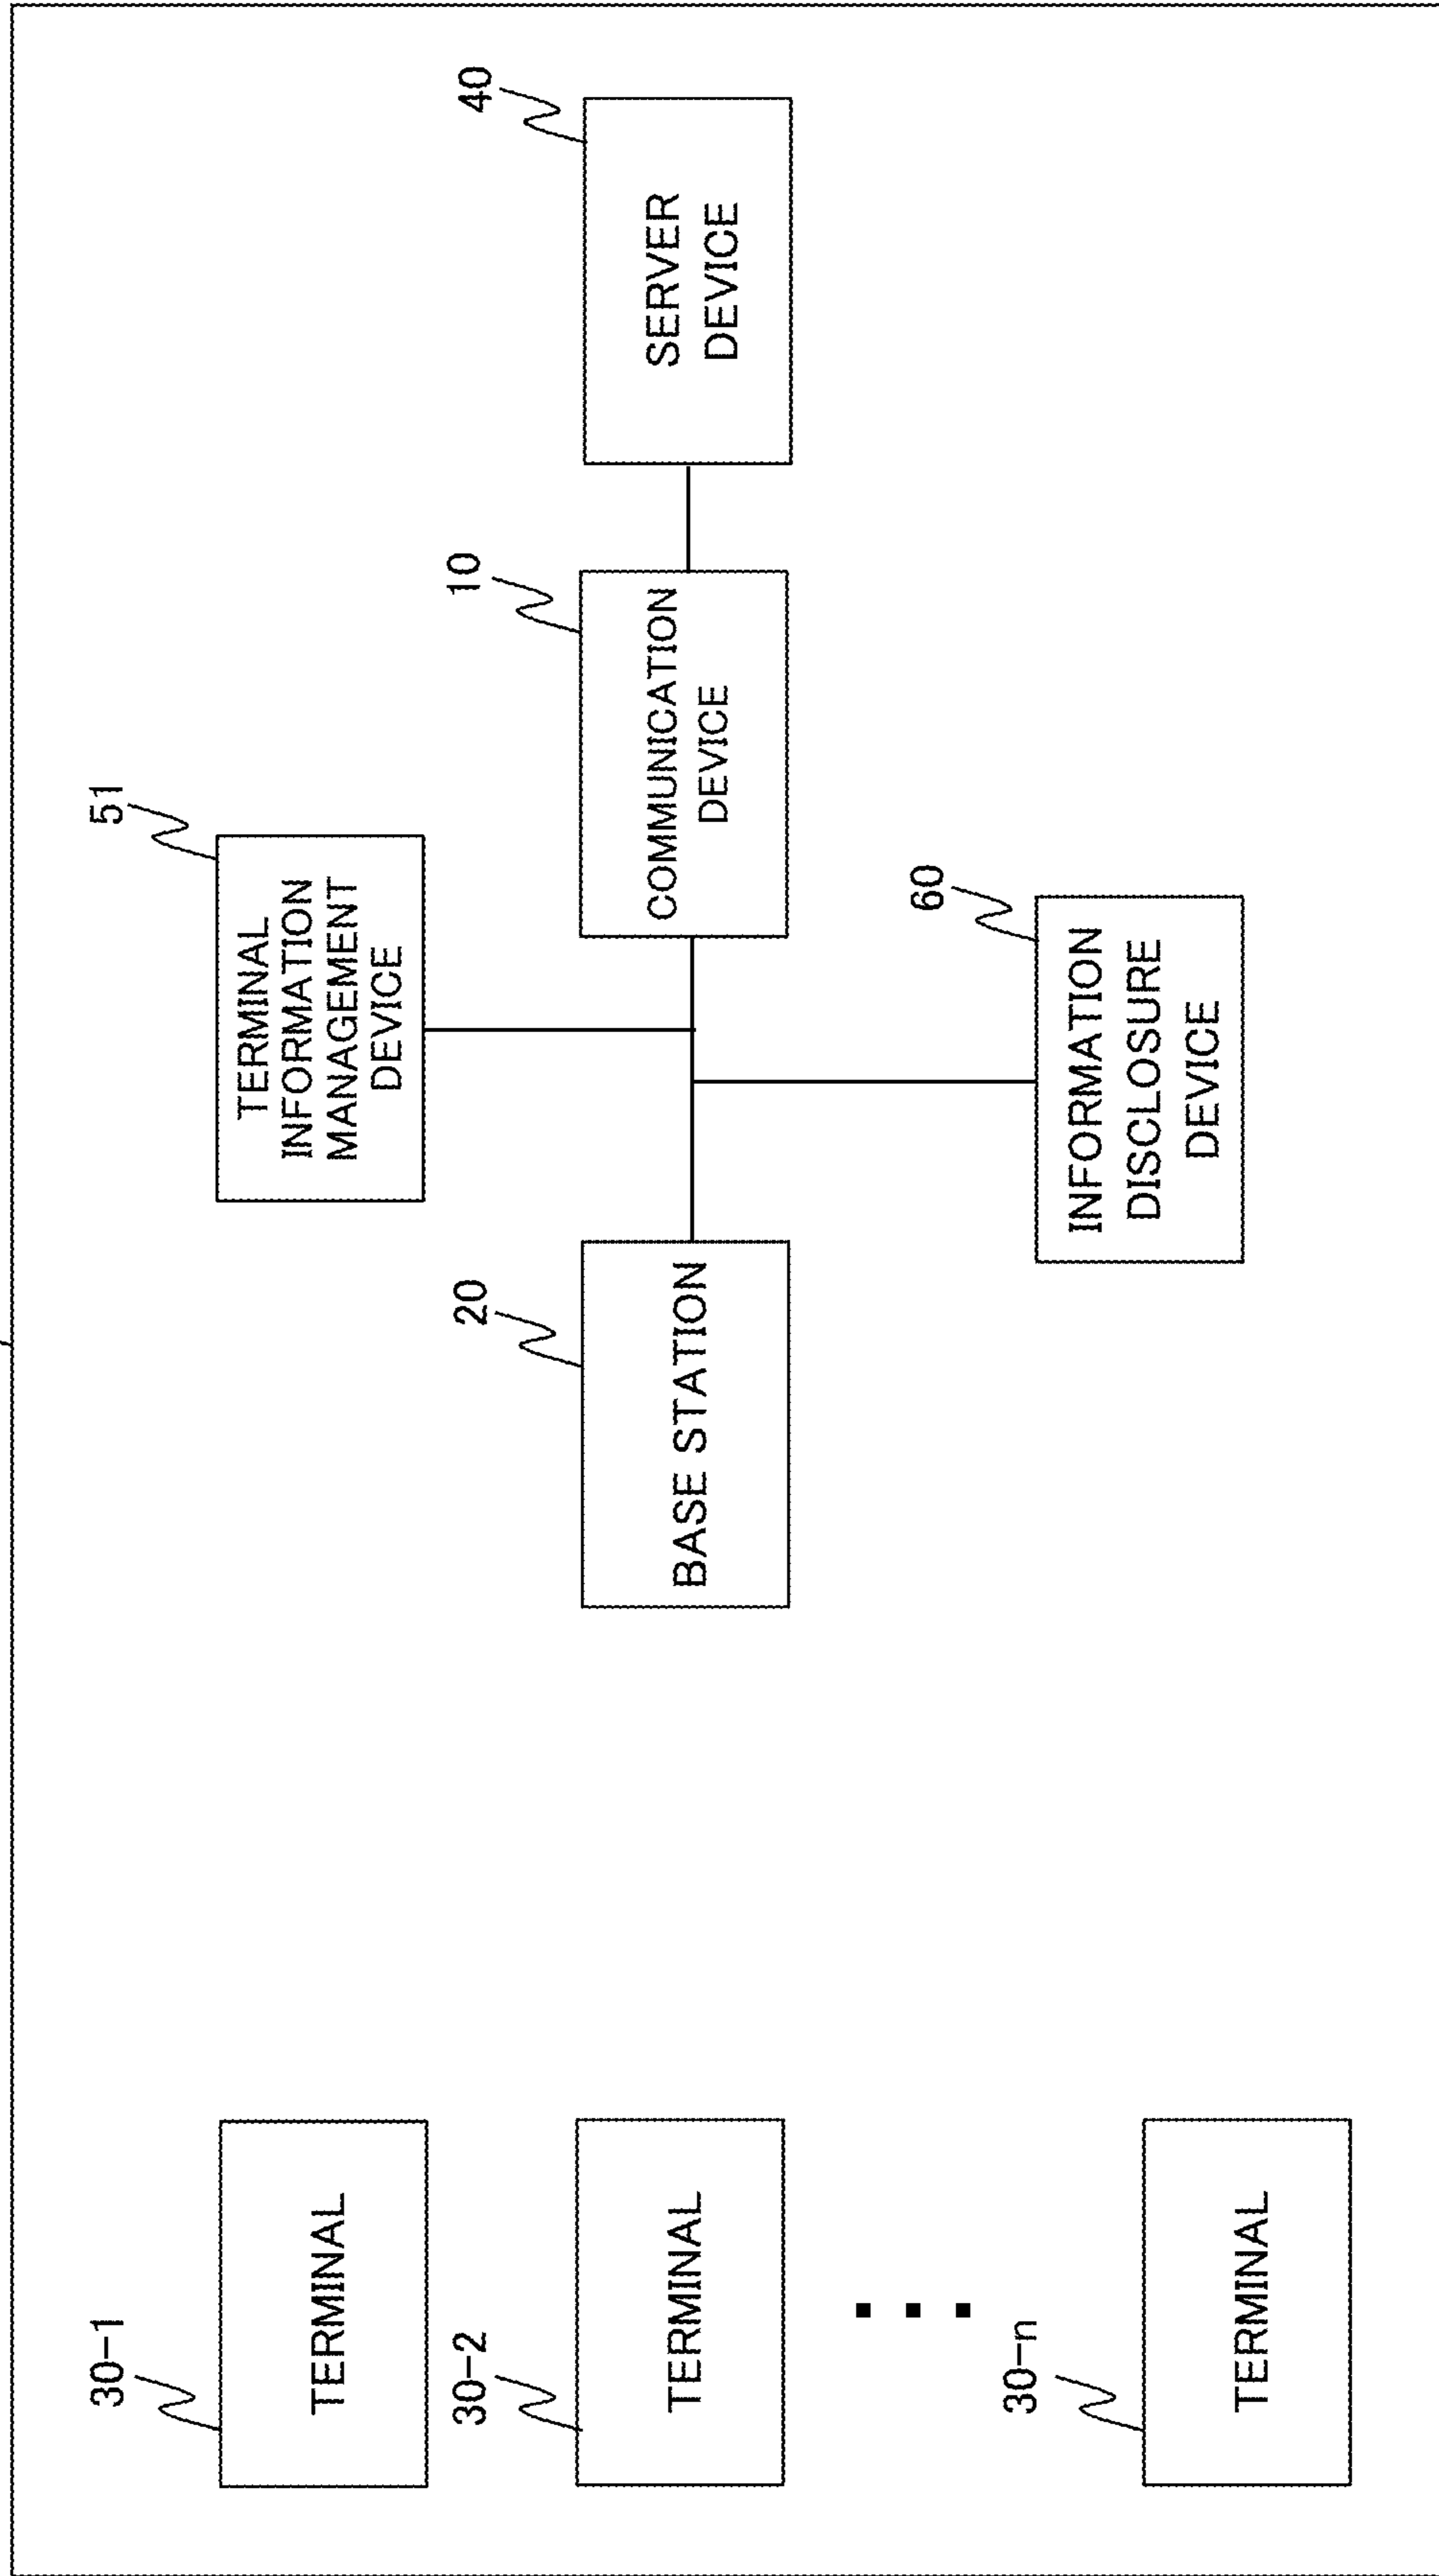 30-1
TERMINAL
30-2
TERMINAL
30-n
TERMINAL
20
BASE STATION
51
TERMINAL
INFORMATION
MANAGEMENT
DEVICE
60
INFORMATION
DISCLOSURE
DEVICE
10
COMMUNICATION
DEVICE
40
SERVER
DEVICE